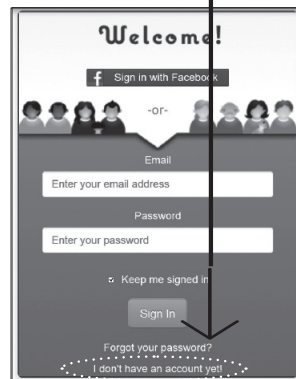 Welcome!
f Sign in with Facebook
-or-
Email
Enter your email address
Password
Enter your password
Keep me signed in
Sign In
Forgot your password?
I don't have an account yet!